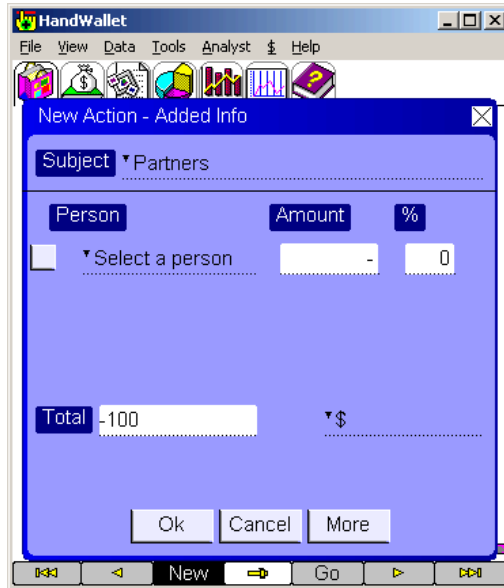 HandWallet
File View Data Tools Analyst $ Help
New Action - Added Info
Subject Partners
Person Amount %
Select a person - 0
Total -100 $
Ok Cancel More
New Go